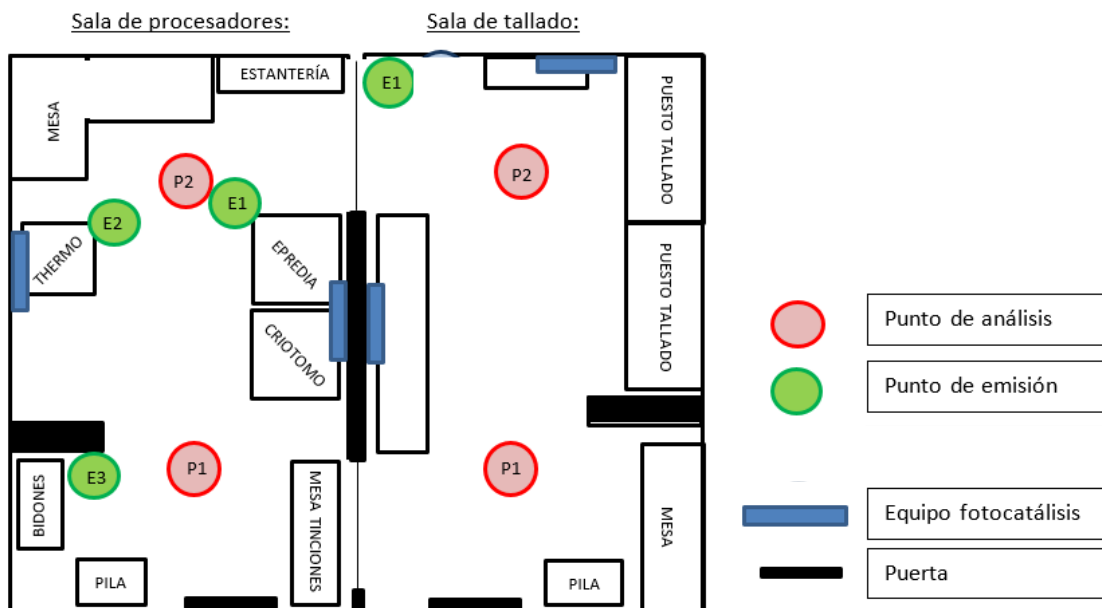 Sala de procesadores:
Sala de tallado:
ESTANTERÍA
E1
MESA
PUESTO TALLADO
P2
P2
E1
E2
THERMO
EPREDIA
PUESTO TALLADO
CRIOTOMO
Punto de análisis
Punto de emisión
P1
P1
E3
BIDONES
MESA TINCIONES
MESA
Equipo fotocatálisis
PILA
PILA
Puerta